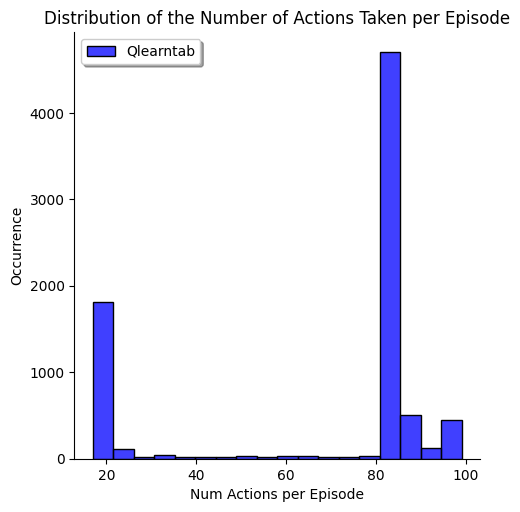 Distribution of the Number of Actions Taken per Episode
Qlearntab
4000
3000
2000
1000
0
Occurrence
20 40 60 80 100
Num Actions per Episode